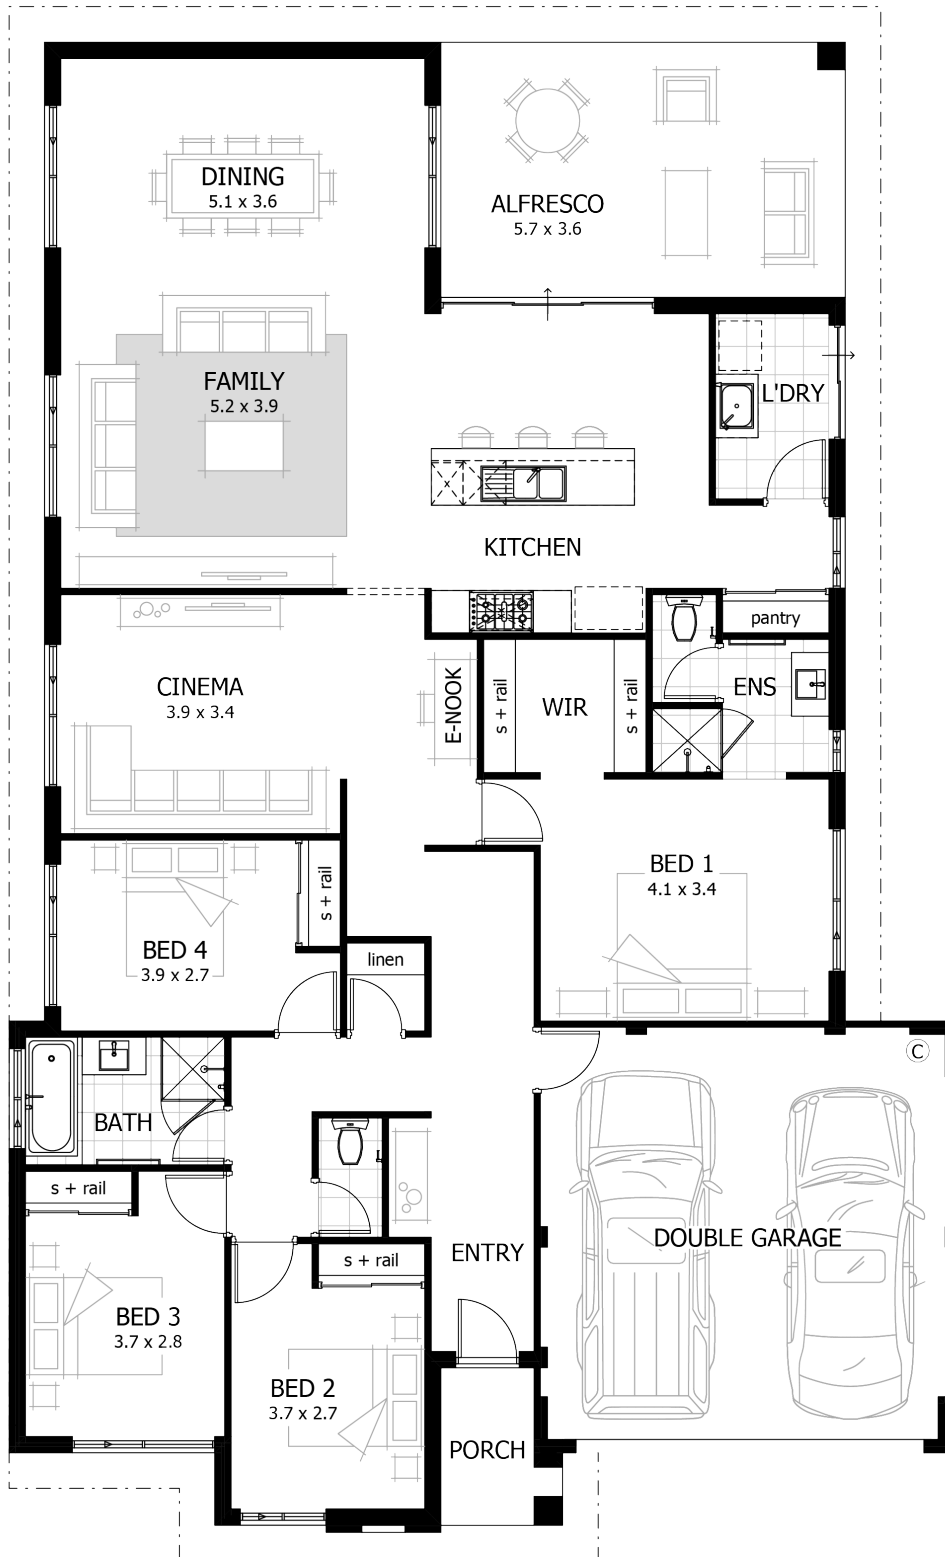 DINING
5.1 x 3.6
ALFRESCO
5.7 x 3.6
FAMILY
5.2 x 3.9
L'DRY
KITCHEN
pantry
CINEMA
3.9 x 3.4
E-NOOK
s + rail
WIR
s + rail
ENS
BED 1
4.1 x 3.4
s + rail
BED 4
3.9 x 2.7
linen
C
BATH
s + rail
DOUBLE GARAGE
ENTRY
s + rail
BED 3
3.7 x 2.8
BED 2
3.7 x 2.7
PORCH